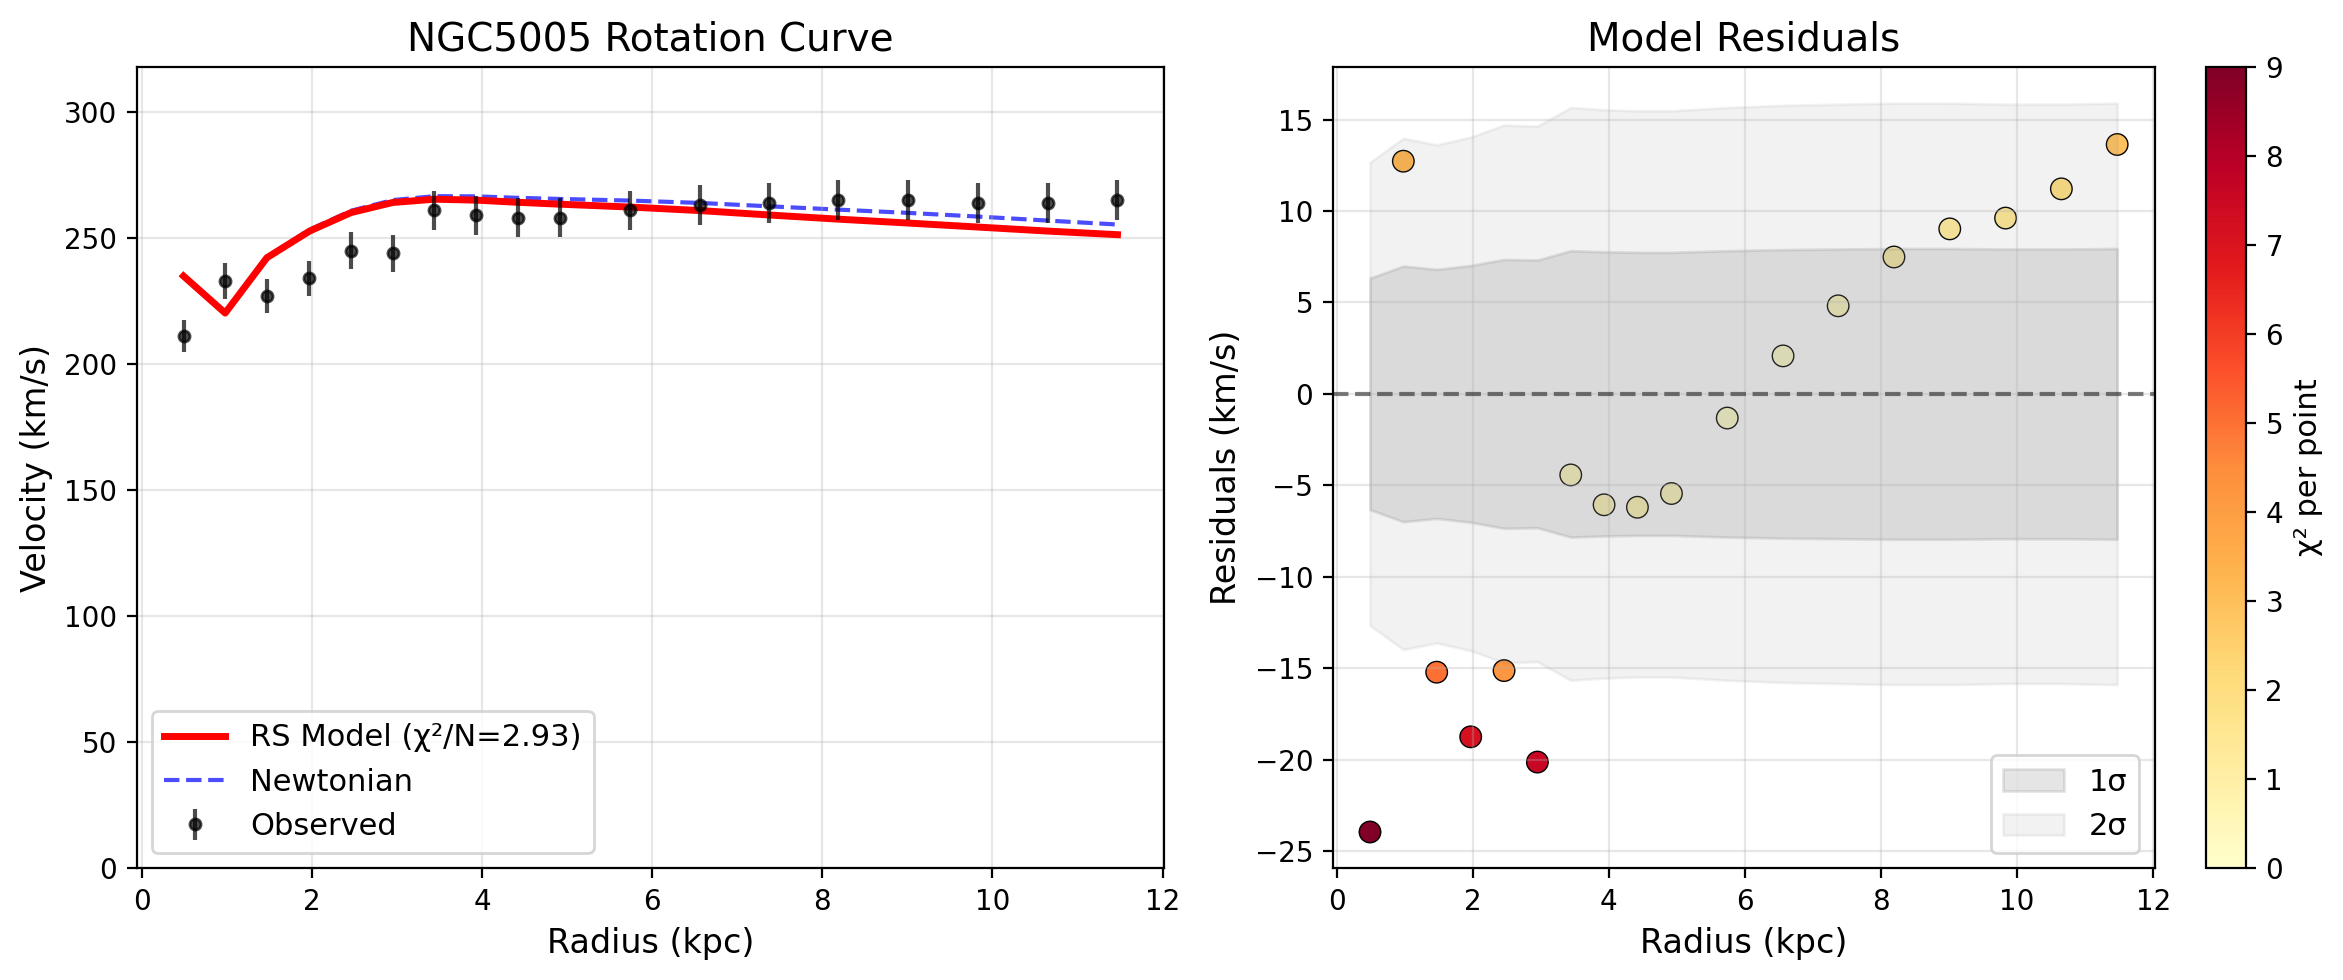 NGC5005 Rotation Curve
Velocity (km/s)
300
250
200
150
100
50
0
0 2 4 6 8 10 12
Radius (kpc)
RS Model (χ²/N=2.93)
Newtonian
Observed
Model Residuals
Residuals (km/s)
15
10
5
0
−5
−10
−15
−20
−25
0 2 4 6 8 10 12
Radius (kpc)
1σ
2σ
9
8
7
6
5
4
3
2
1
0
χ² per point